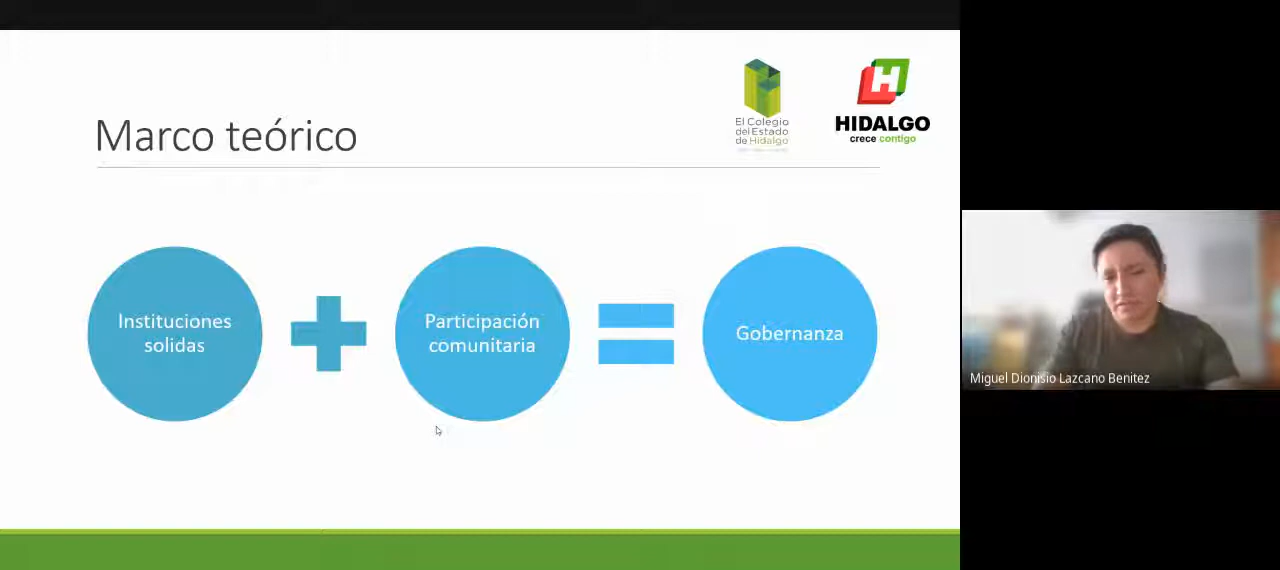 Marco teórico
El Colegio
del Estado
de Hidalgo
HIDALGO
crece contigo
Instituciones
solidas
Participación
comunitaria
Gobernanza
Miguel Dionisio Lazcano Benitez